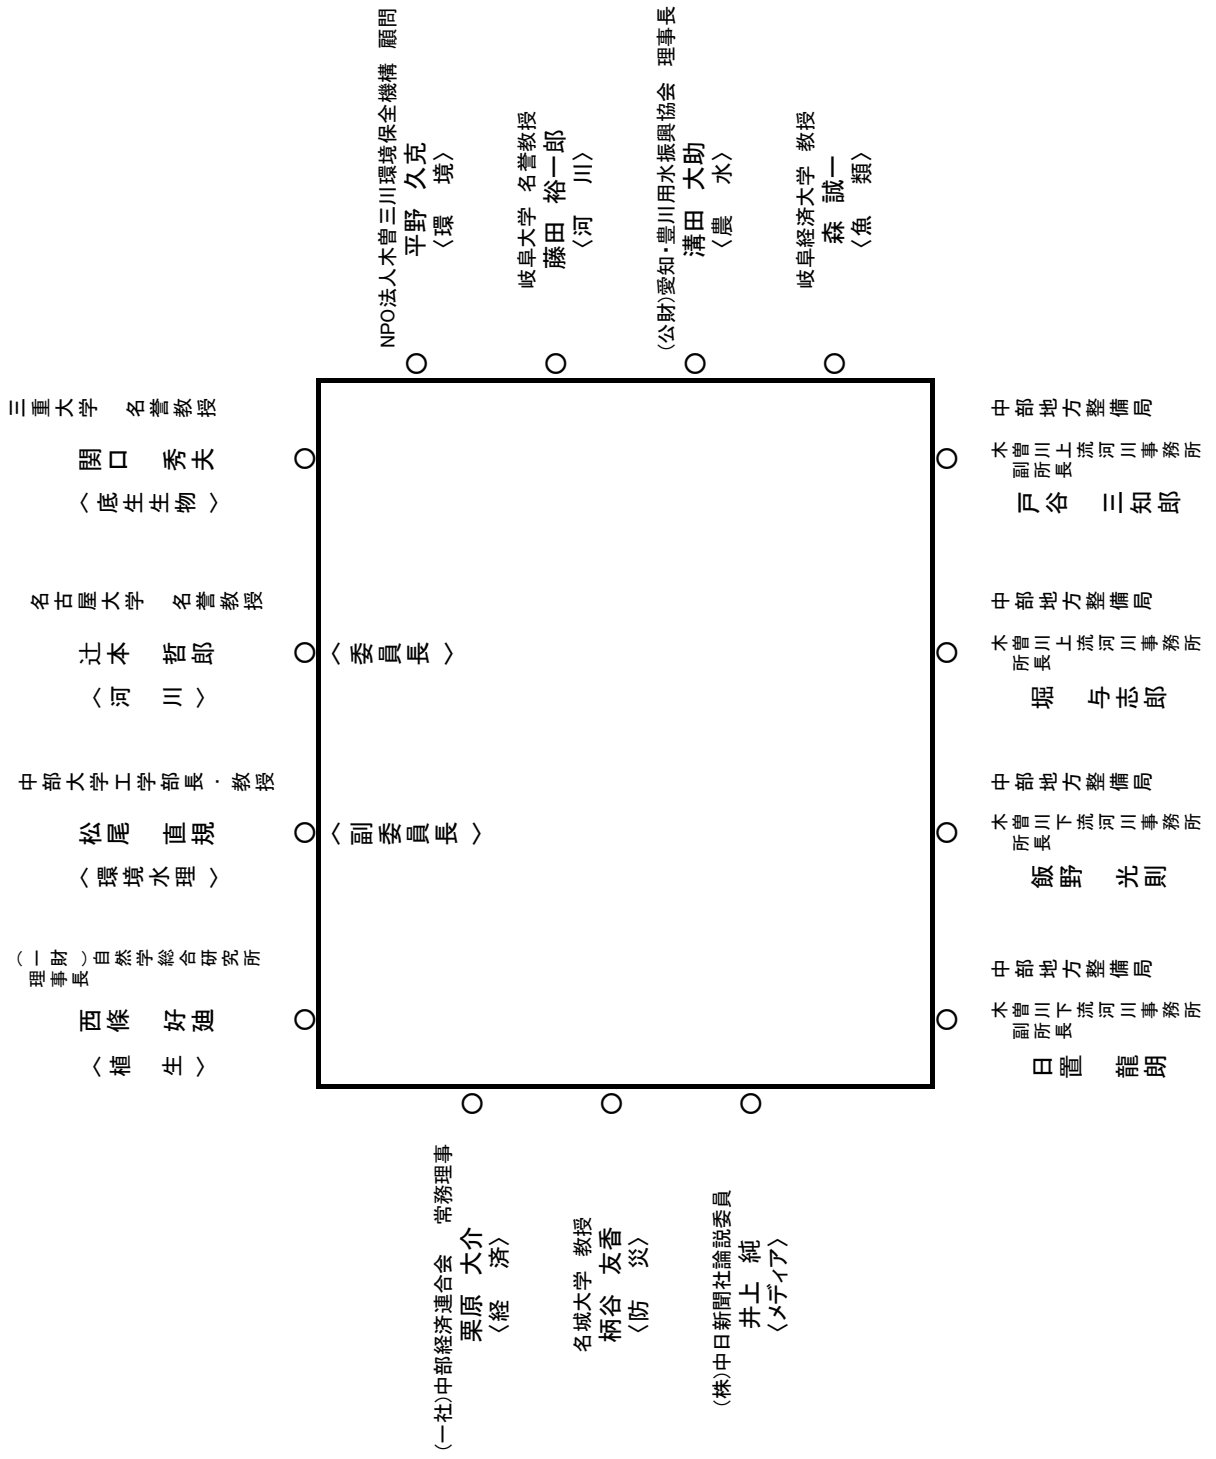 NPO法人木曽三川環境保全機構 顧問
平野 久克
〈環 境〉
岐阜大学 名誉教授
藤田 裕一郎
〈河 川〉
(公財)愛知・豊川用水振興協会 理事長
溝田 大助
〈農 水〉
岐阜経済大学 教授
森 誠一
〈魚 類〉
三重大学 名誉教授
関口 秀夫
〈底生生物〉
名古屋大学 名誉教授
辻本 哲郎
〈河 川〉
〈委員長〉
中部大学工学部長・教授
松尾 直規
〈環境水理〉
〈副委員長〉
(一財)自然学総合研究所
理事長
西條 好廸
〈植 生〉
中部地方整備局
木曽川上流河川事務所
副所長
戸谷 三知郎
中部地方整備局
木曽川上流河川事務所
所長
堀 与志郎
中部地方整備局
木曽川下流河川事務所
所長
飯野 光則
中部地方整備局
木曽川下流河川事務所
副所長
日置 龍朗
(一社)中部経済連合会 常務理事
栗原 大介
〈経 済〉
名城大学 教授
柄谷 友香
〈防 災〉
(株)中日新聞社論説委員
井上 純
〈メディア〉